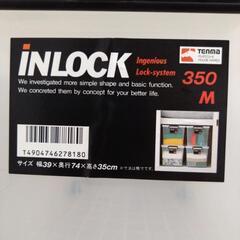 INLOCK
Ingenious
Lock-system
TENMA
350
M
We investigated more simple shape and basic function.
We concreted them by concept for your better life.
T4904746278180
サイズ 幅39×奥行74×高さ35cm